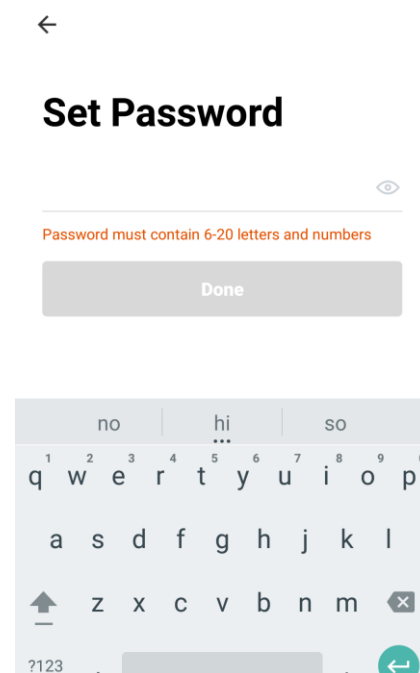 Set Password
Password must contain 6-20 letters and numbers
Done
no hi so
1 2 3 4 5 6 7 8 9
q w e r t y u i o p
a s d f g h j k l
z x c v b n m
?123